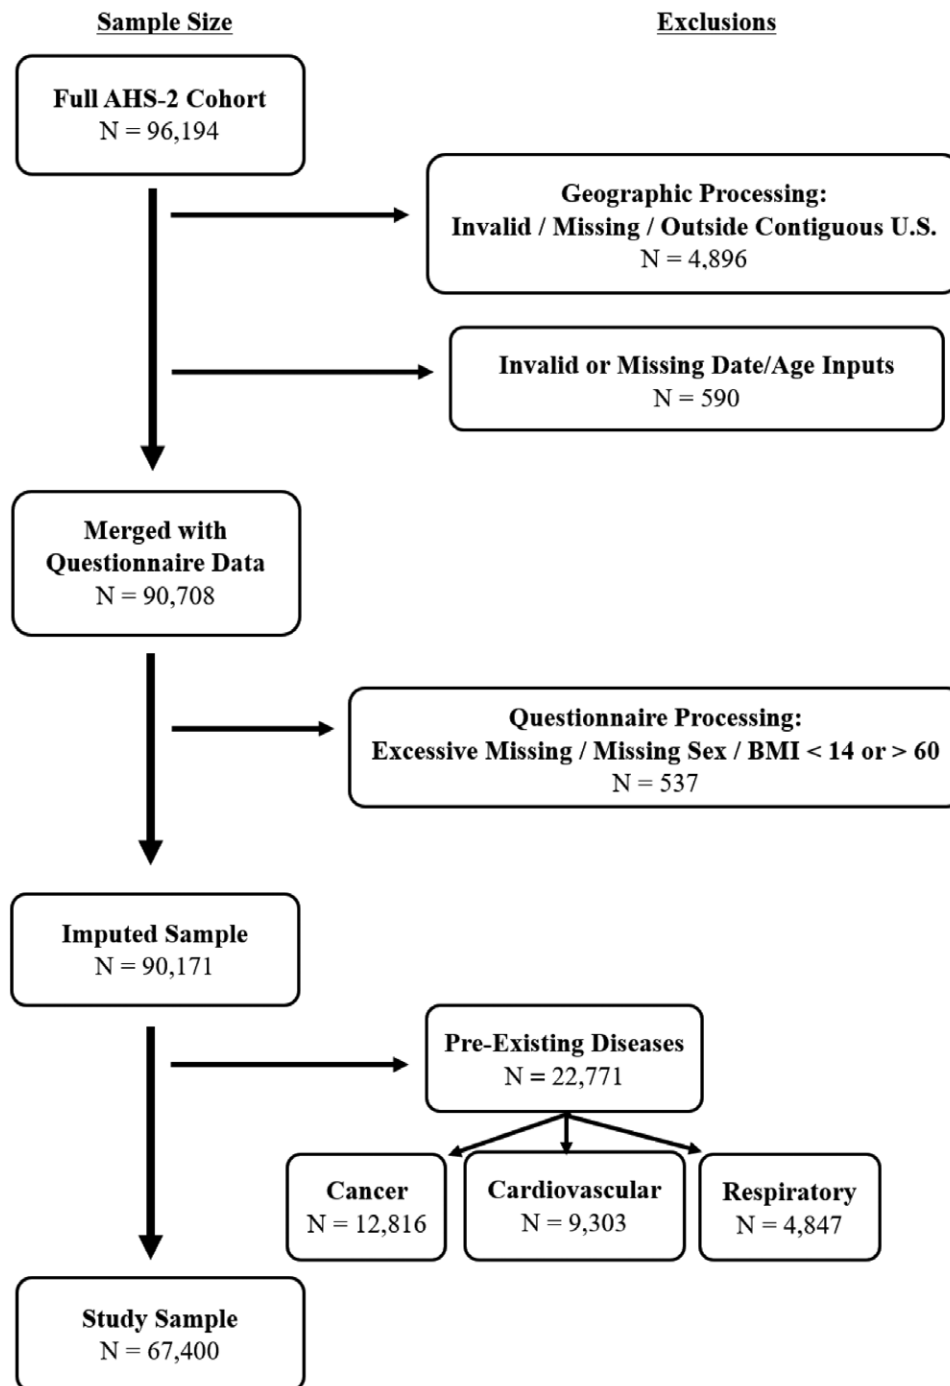 Sample Size
Exclusions
Full AHS-2 Cohort
N = 96,194
Geographic Processing:
Invalid / Missing / Outside Contiguous U.S.
N = 4,896
Invalid or Missing Date/Age Inputs
N = 590
Merged with
Questionnaire Data
N = 90,708
Questionnaire Processing:
Excessive Missing / Missing Sex / BMI < 14 or > 60
N = 537
Imputed Sample
N = 90,171
Pre-Existing Diseases
N = 22,771
Cancer
N = 12,816
Cardiovascular
N = 9,303
Respiratory
N = 4,847
Study Sample
N = 67,400